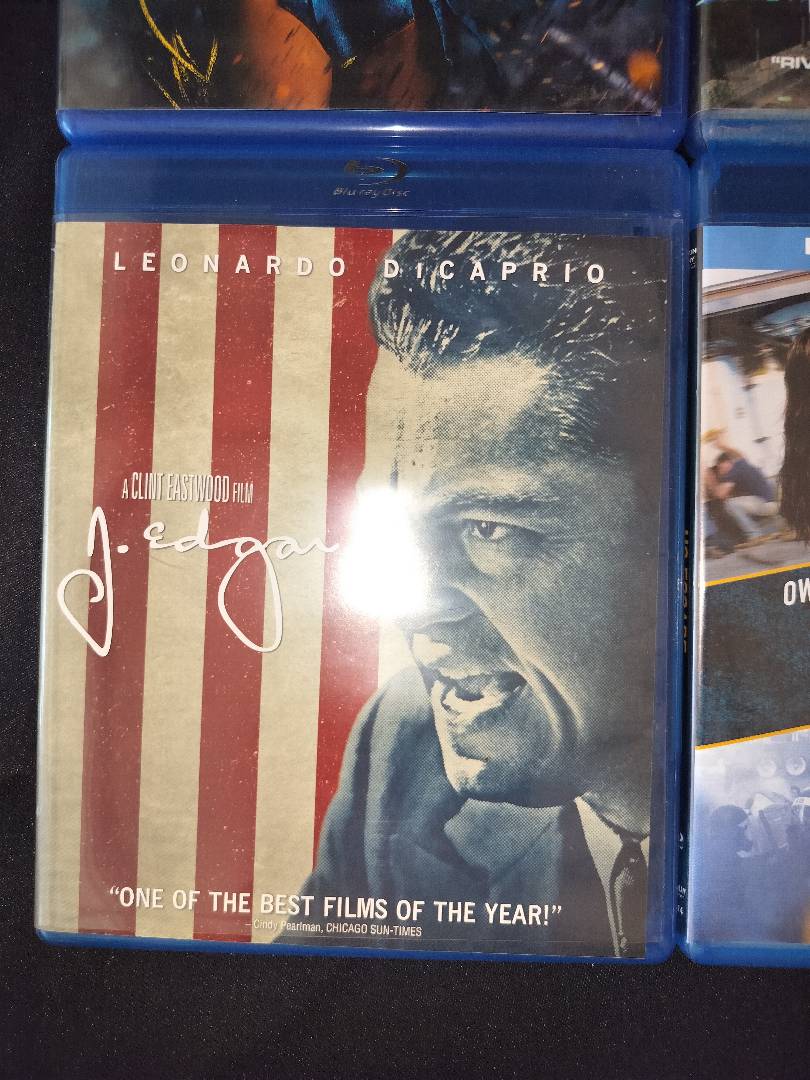 "RIV
Blu-ray Disc
LEONARDO DiCAPRIO
A CLINT EASTWOOD FILM
J. Edgar
OW
"ONE OF THE BEST FILMS OF THE YEAR!"
– Cindy Pearlman, CHICAGO SUN-TIMES